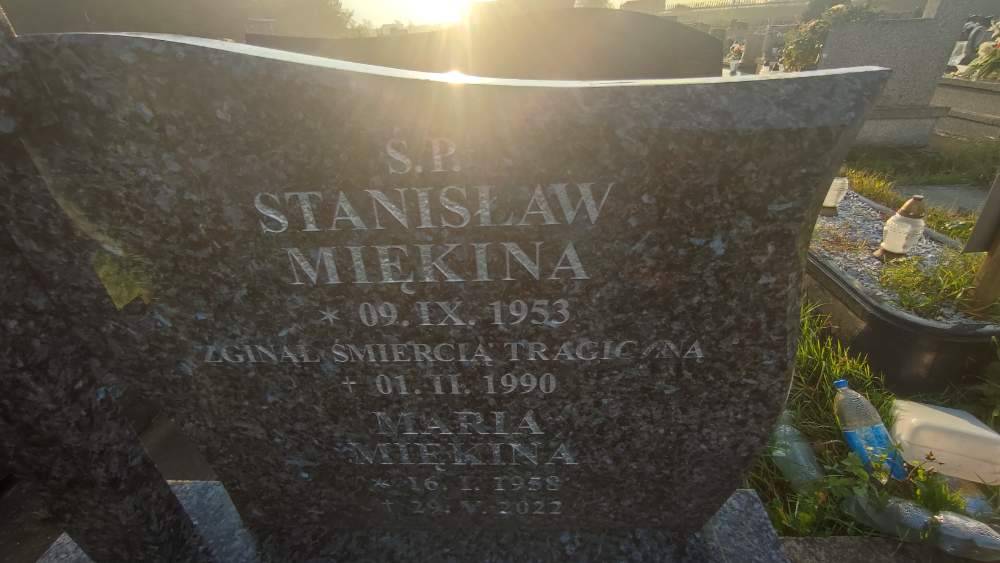 Ś.P.
STANISŁAW
MIĘKINA
* 09. IX. 1953
ZGINĄŁ ŚMIERCIĄ TRAGICZNĄ
† 01. II. 1990
MARIA
MIĘKINA
* 16. I. 1958
† 29. V. 2022